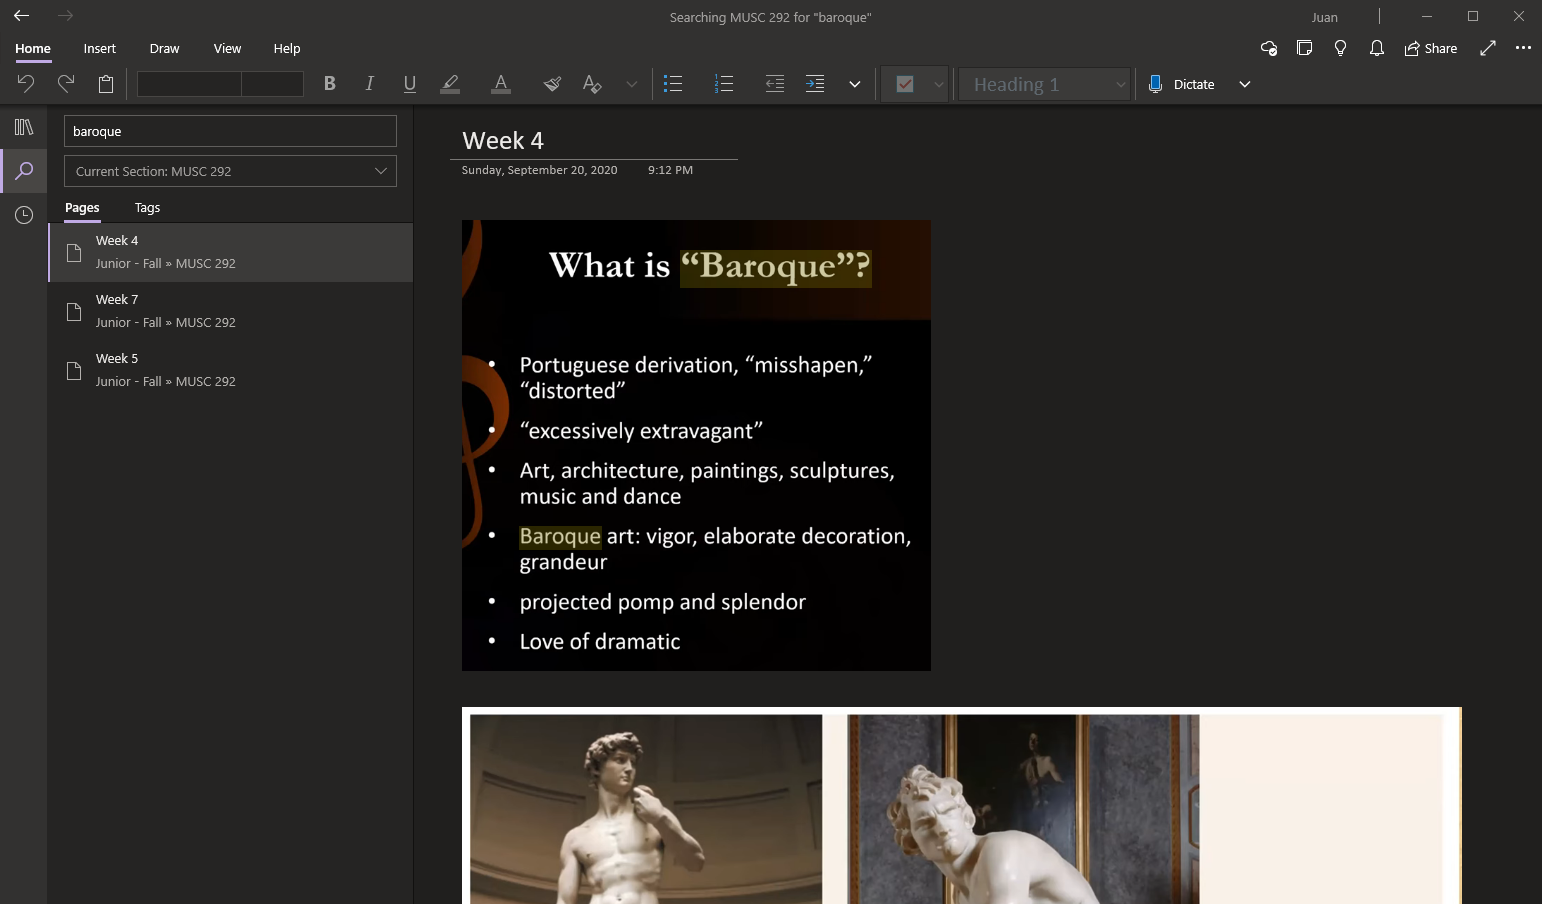 Searching MUSC 292 for "baroque"
Juan
Home Insert Draw View Help
Share
B I U A A
Heading 1
Dictate
baroque
Current Section: MUSC 292
Pages Tags
Week 4
Junior - Fall » MUSC 292
Week 7
Junior - Fall » MUSC 292
Week 5
Junior - Fall » MUSC 292
Week 4
Sunday, September 20, 2020 9:12 PM
What is “Baroque”?
• Portuguese derivation, “misshapen,”
“distorted”
• “excessively extravagant”
• Art, architecture, paintings, sculptures,
music and dance
• Baroque art: vigor, elaborate decoration,
grandeur
• projected pomp and splendor
• Love of dramatic